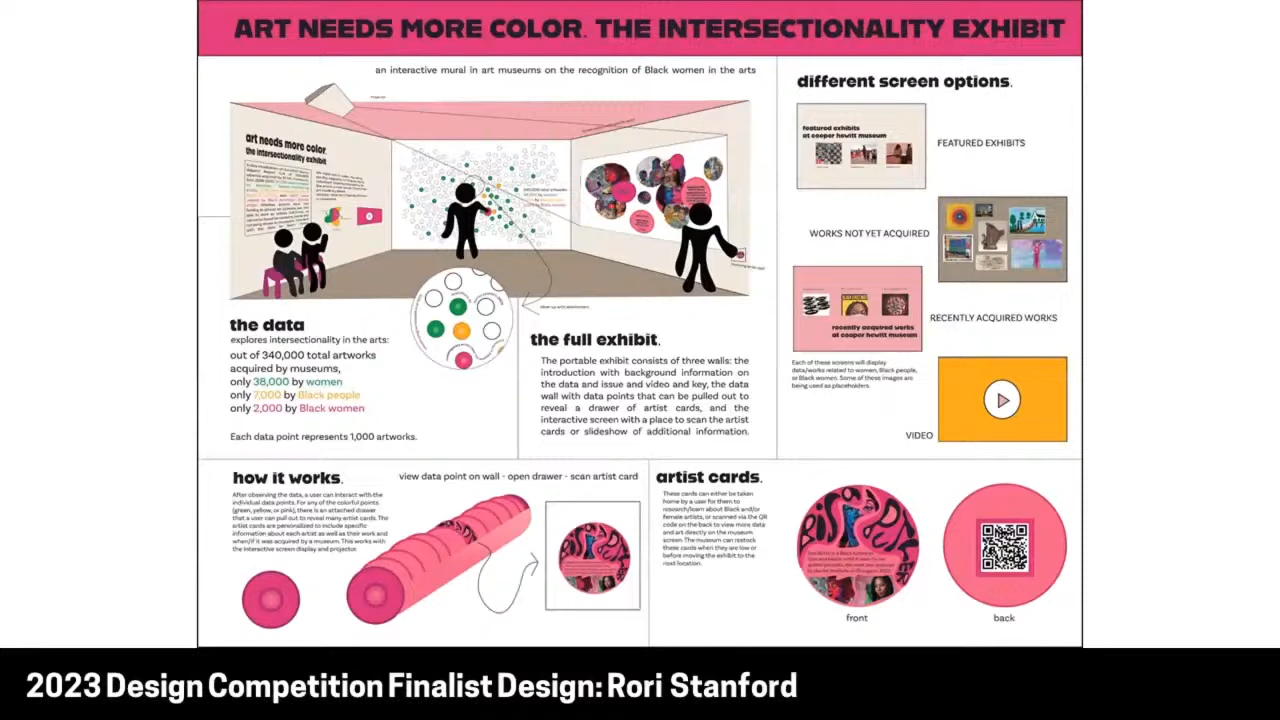 ART NEEDS MORE COLOR. THE INTERSECTIONALITY EXHIBIT
an interactive mural in art museums on the recognition of Black women in the arts
art needs more color.
the intersectionality exhibit
the data
explores intersectionality in the arts:
out of 340,000 total artworks
acquired by museums,
only 38,000 by women
only 7,000 by Black people
only 2,000 by Black women
Each data point represents 1,000 artworks.
the full exhibit.
The portable exhibit consists of three walls: the
introduction with background information on
the data and issue and video and key, the data
wall with data points that can be pulled out to
reveal a drawer of artist cards, and the
interactive screen with a place to scan the artist
cards or slideshow of additional information.
different screen options.
featured exhibits
at cooper hewitt museum
FEATURED EXHIBITS
WORKS NOT YET ACQUIRED
recently acquired works
at cooper hewitt museum
RECENTLY ACQUIRED WORKS
Each of these screens will display
data/works related to women, Black people,
or Black women. Some of these images are
being used as placeholders.
VIDEO
how it works.
view data point on wall - open drawer - scan artist card
After observing the data, a user can interact with the
individual data points. For any of the colorful points
(green, yellow, or pink), there is an attached drawer
that a user can pull out to reveal many artist cards. The
artist cards are personalized to include specific
information about each artist as well as their work and
when/if it was acquired by a museum. This works with
the interactive screen display and projector.
artist cards.
These cards can either be taken
home by a user for them to
research/learn about Black and/or
female artists, or scanned via the QR
code on the back to view more data
and art directly on the museum
screen. The museum can restock
these cards when they are low or
before moving the exhibit to the
next location.
front
back
2023 Design Competition Finalist Design: Rori Stanford